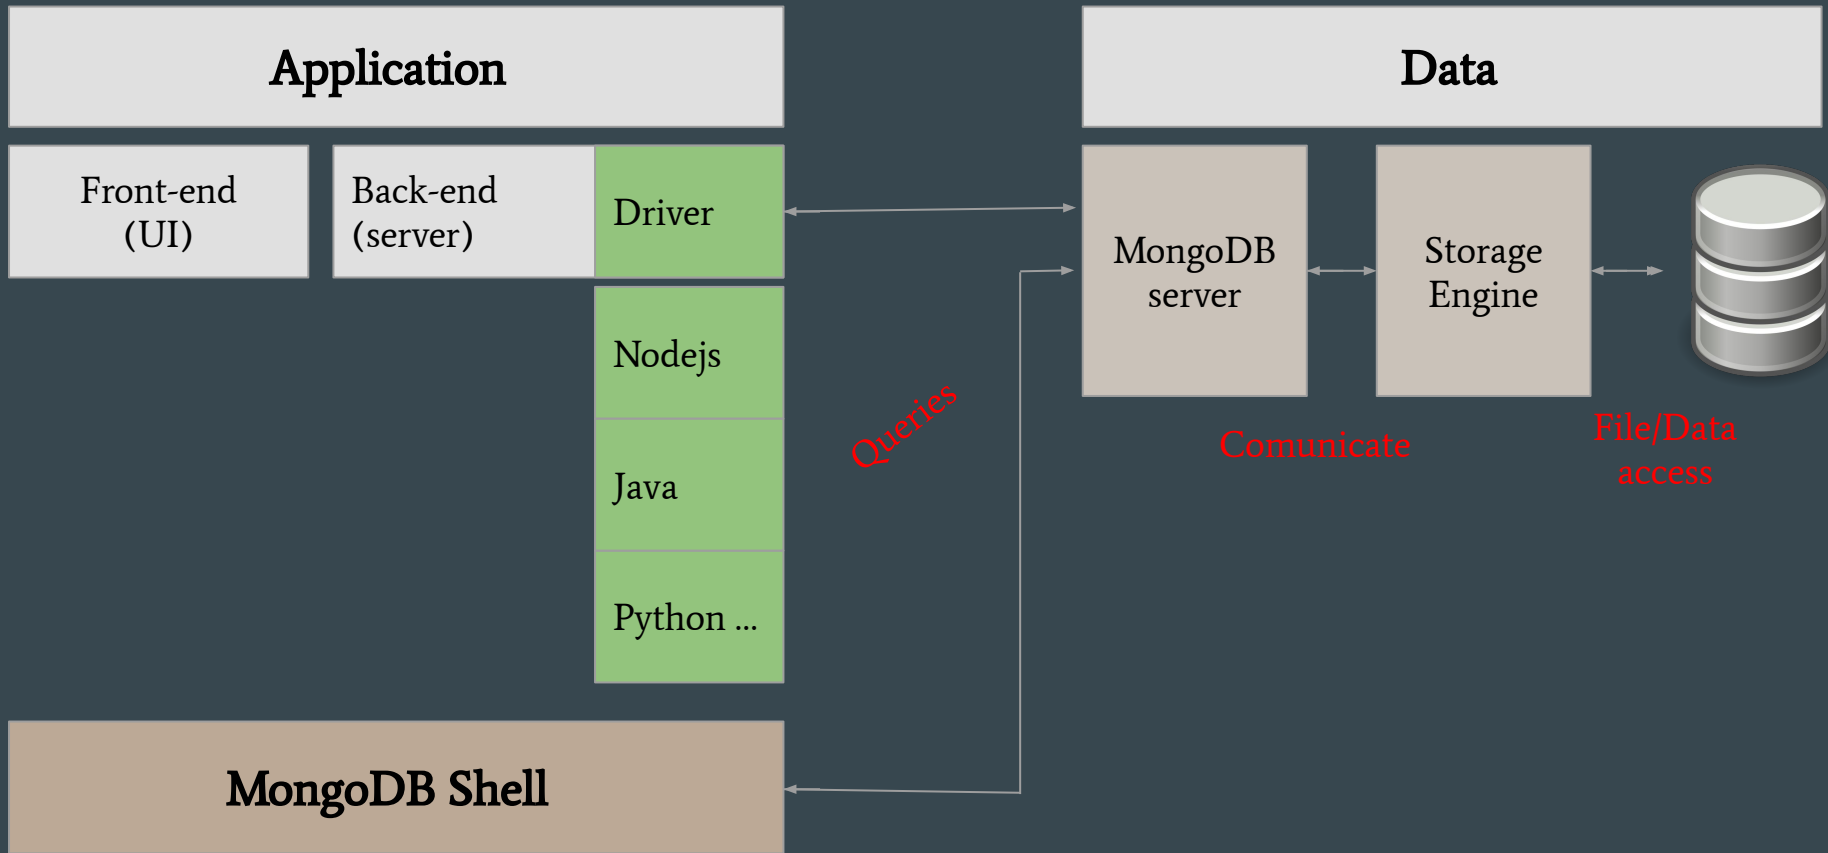 Application
Data
Front-end
(UI)
Back-end
(server)
Driver
MongoDB
server
Storage
Engine
Nodejs
Java
Python ...
Queries
Comunicate
File/Data
access
MongoDB Shell